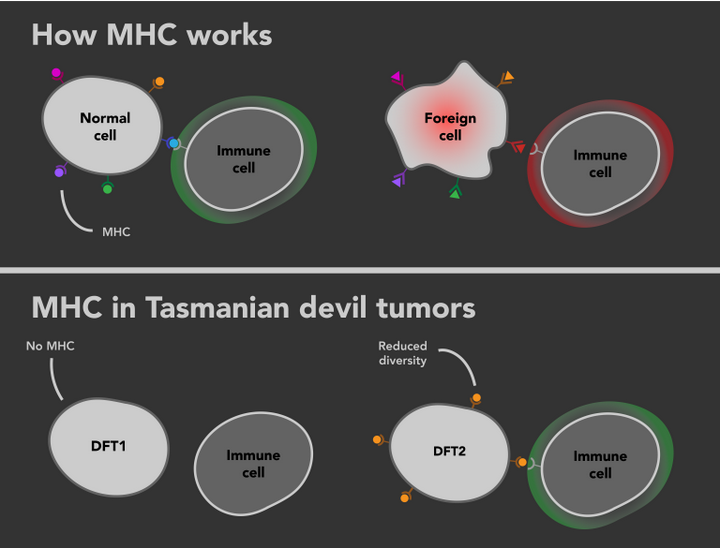 How MHC works
Normal
cell
Immune
cell
MHC
Foreign
cell
Immune
cell
MHC in Tasmanian devil tumors
No MHC
DFT1
Immune
cell
Reduced
diversity
DFT2
Immune
cell